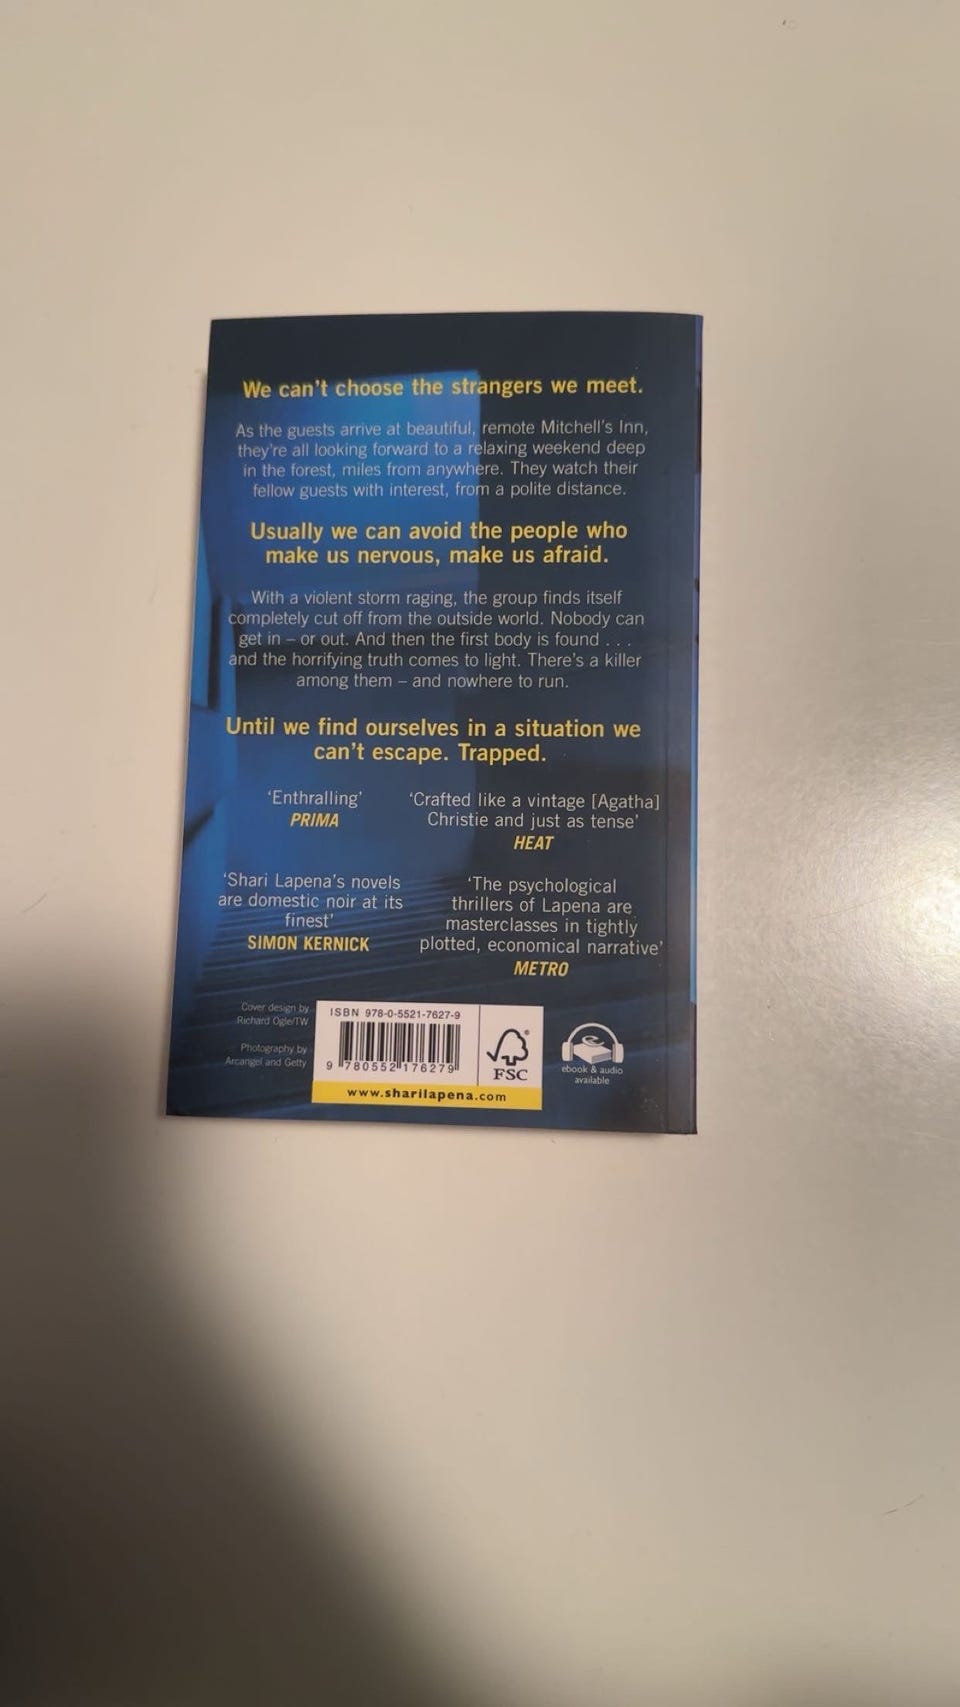 We can't choose the strangers we meet.
As the guests arrive at beautiful, remote Mitchell's Inn,
they're all looking forward to a relaxing weekend deep
in the forest, miles from anywhere. They watch their
fellow guests with interest, from a polite distance.
Usually we can avoid the people who
make us nervous, make us afraid.
With a violent storm raging, the group finds itself
completely cut off from the outside world. Nobody can
get in – or out. And then the first body is found . . .
and the horrifying truth comes to light. There's a killer
among them – and nowhere to run.
Until we find ourselves in a situation we
can't escape. Trapped.
'Enthralling'
PRIMA
'Crafted like a vintage [Agatha]
Christie and just as tense'
HEAT
'Shari Lapena's novels
are domestic noir at its
finest'
SIMON KERNICK
'The psychological
thrillers of Lapena are
masterclasses in tightly
plotted, economical narrative'
METRO
Cover design by
Richard Ogle/TW
Photography by
Arcangel and Getty
ISBN 978-0-5521-7627-9
9 780552 176279
FSC
®
www.sharilapena.com
ebook & audio
available